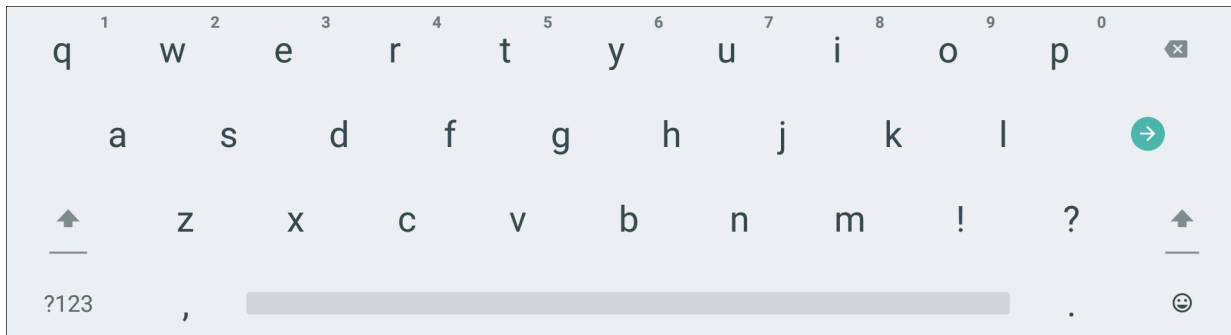 1 2 3 4 5 6 7 8 9 0
q w e r t y u i o p
a s d f g h j k l
z x c v b n m ! ?
?123 , .